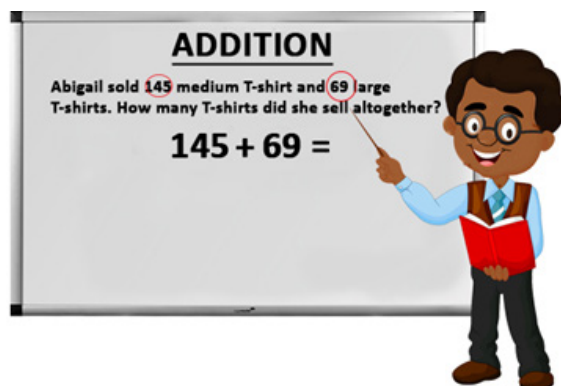 ADDITION
Abigail sold 145 medium T-shirt and 69 large
T-shirts. How many T-shirts did she sell altogether?
145 + 69 =